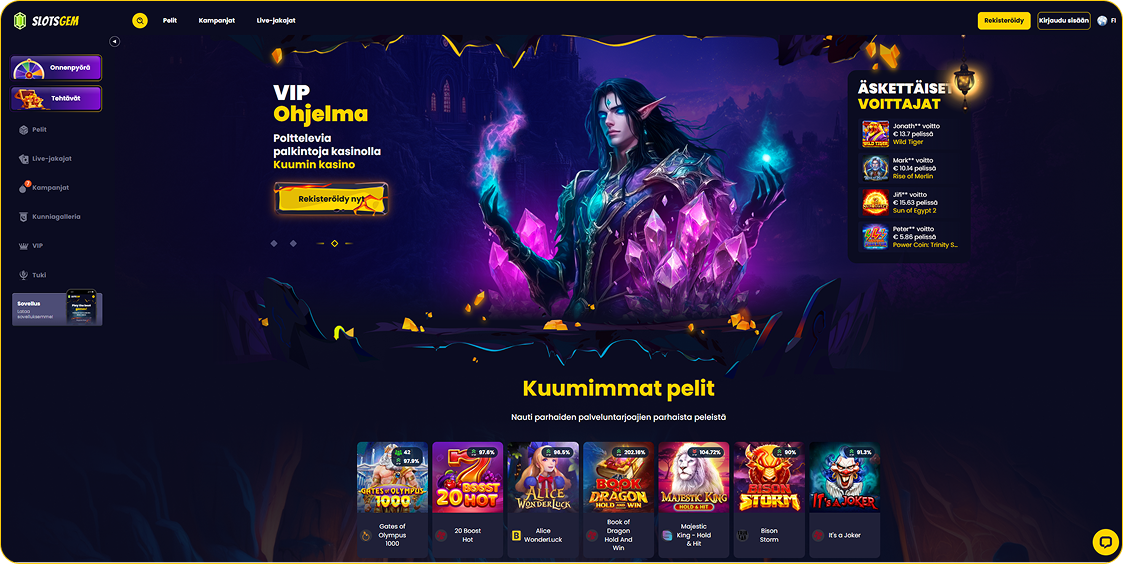 SLOTSGEM
Pelit
Kampanjat
Live-jakajat
Rekisteröidy
Kirjaudu sisään
FI
Onnenpyörä
Tehtävät
Pelit
Live-jakajat
7
Kampanjat
Kunniagalleria
VIP
Tuki
Sovellus
Lataa
sovelluksemme!
VIP
Ohjelma
Polttelevia
palkintoja kasinolla
Kuumin kasino
Rekisteröidy nyt
ÄSKETTÄISET
VOITTAJAT
Jonath** voitto
€ 13.7 pelissä
Wild Tiger
Mark** voitto
€ 10.14 pelissä
Rise of Merlin
Jiří** voitto
€ 15.63 pelissä
Sun of Egypt 2
Peter** voitto
€ 5.86 pelissä
Power Coin: Trinity S...
Kuumimmat pelit
Nauti parhaiden palveluntarjoajien parhaista peleistä
42
97.9%
GATES OF OLYMPUS
1000
97.6%
20 BOOST
HOT
96.5%
ALICE
WONDERLUCK
202.16%
BOOK
OF
DRAGON
HOLD AND WIN
104.72%
MAJESTIC KING
HOLD & HIT
90%
BISON
STORM
91.3%
IT'S A JOKER
Gates of
Olympus
1000
20 Boost
Hot
Alice
WonderLuck
Book of
Dragon
Hold And
Win
Majestic
King - Hold
& Hit
Bison
Storm
It's a Joker